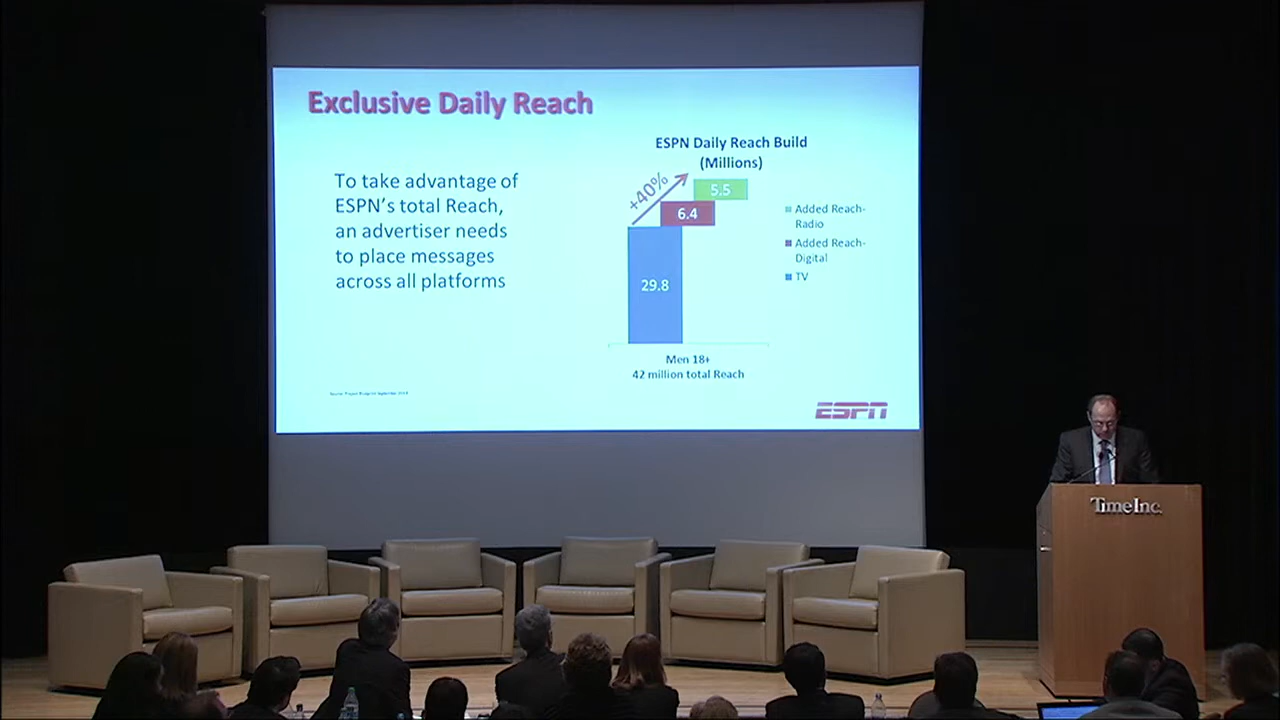 Exclusive Daily Reach
To take advantage of
ESPN's total Reach,
an advertiser needs
to place messages
across all platforms
ESPN Daily Reach Build
(Millions)
+40%
5.5
6.4
29.8
Added Reach-
Radio
Added Reach-
Digital
TV
Men 18+
42 million total Reach
ESPN
TimeInc.